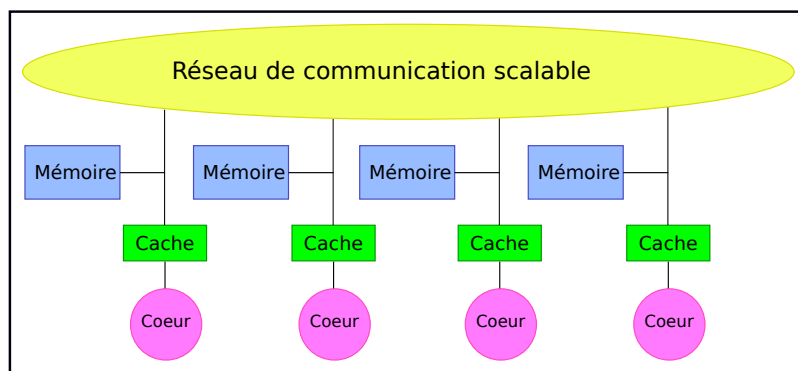 Réseau de communication scalable
Mémoire
Mémoire
Mémoire
Mémoire
Cache
Cache
Cache
Cache
Coeur
Coeur
Coeur
Coeur